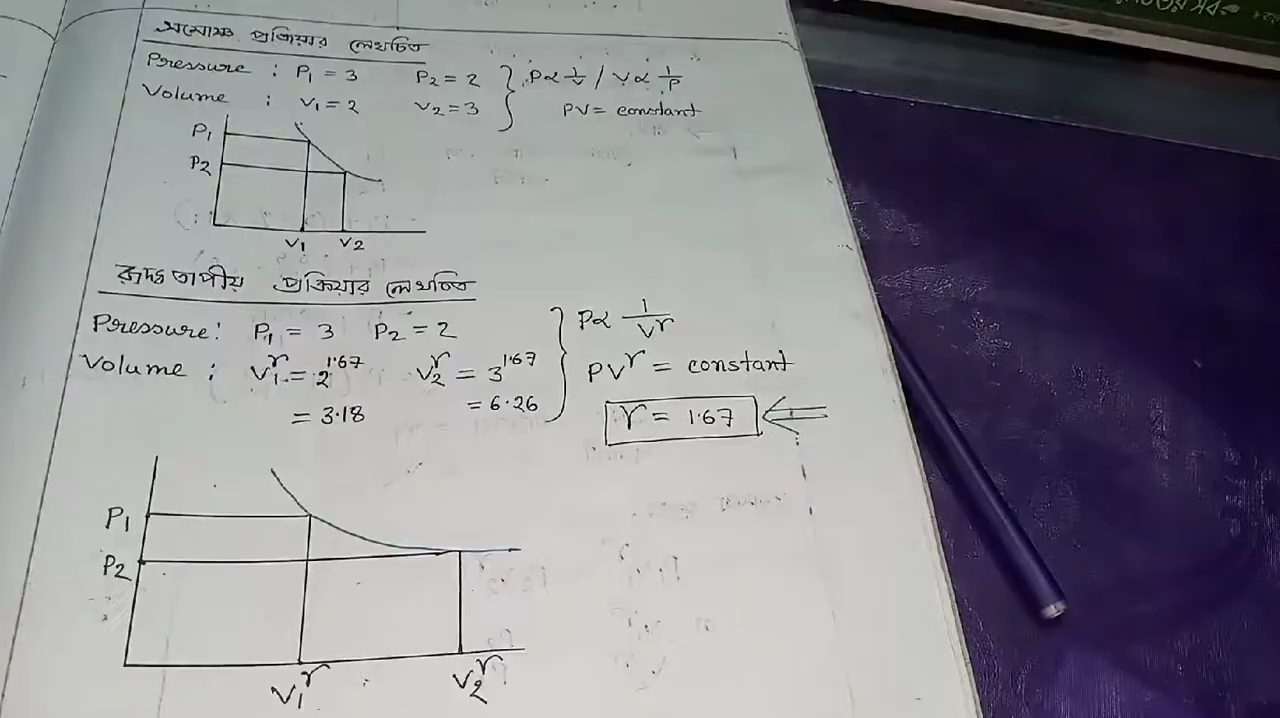 সমোষ্ণ প্রক্রিয়ার লেখচিত্র
Pressure : P₁ = 3 P₂ = 2 } P∝ 1/V / V∝ 1/P
Volume : V₁ = 2 V₂ = 3 } PV = constant
P₁
P₂
V₁ V₂
রুদ্ধতাপীয় প্রক্রিয়ার লেখচিত্র
Pressure: P₁ = 3 P₂ = 2 } P∝ 1/V^r
Volume : V₁^r = 2^1.67 V₂^r = 3^1.67 } PV^r = constant
= 3.18 = 6.26 r = 1.67
P₁
P₂
V₁^r V₂^r